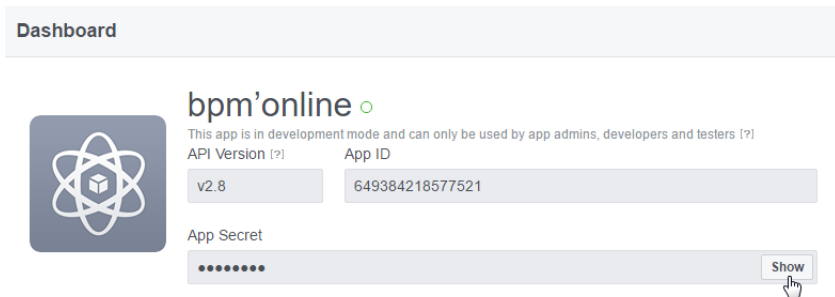 Dashboard
bpm'online
This app is in development mode and can only be used by app admins, developers and testers [?]
API Version [?] App ID
v2.8 649384218577521
App Secret
●●●●●●●● Show